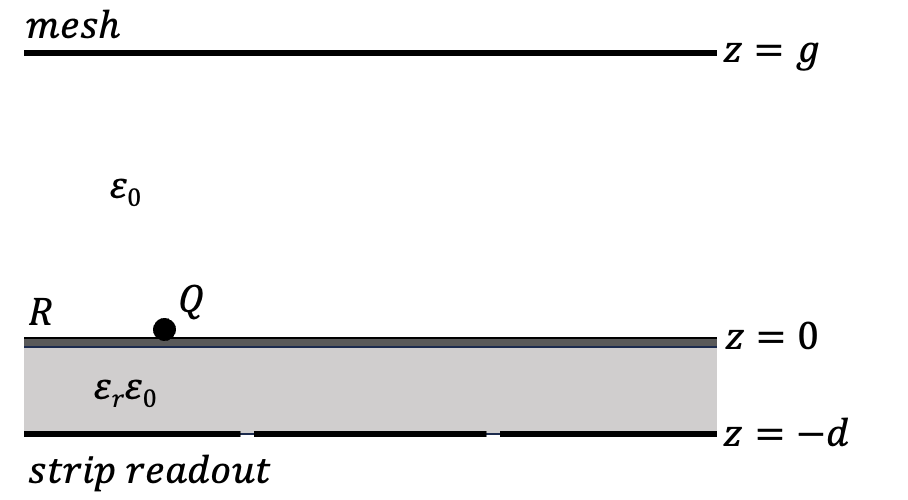 mesh
z = g
ε₀
Q
R
z = 0
εᵣε₀
z = −d
strip readout